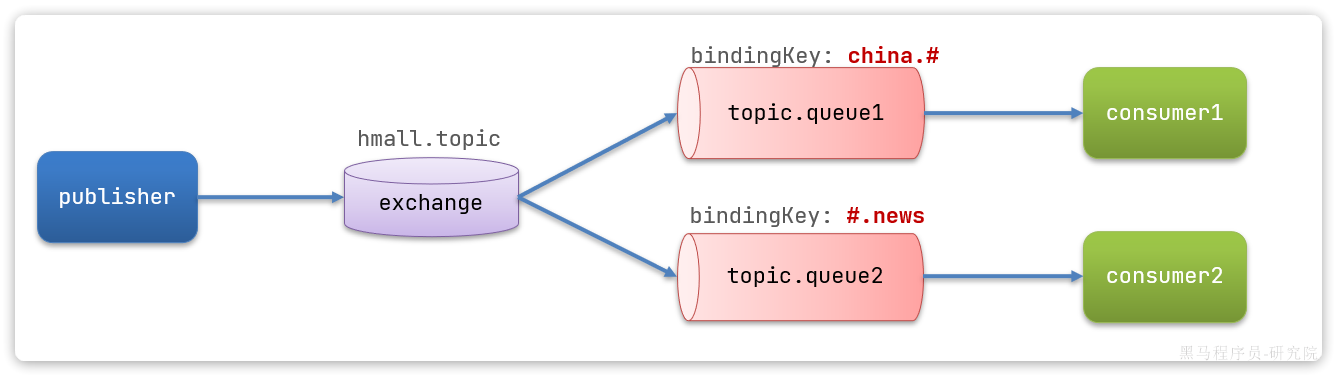 bindingKey: china.#
topic.queue1
consumer1
hmall.topic
publisher
exchange
bindingKey: #.news
topic.queue2
consumer2
黑马程序员-研究院